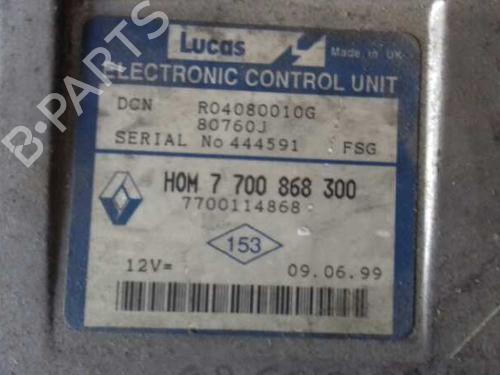 Lucas
Made in UK
ELECTRONIC CONTROL UNIT
DCN R04080010G
80760J
SERIAL No 444591 FSG
HOM 7 700 868 300
7700114868
153
12V= 09.06.99
B-PARTS